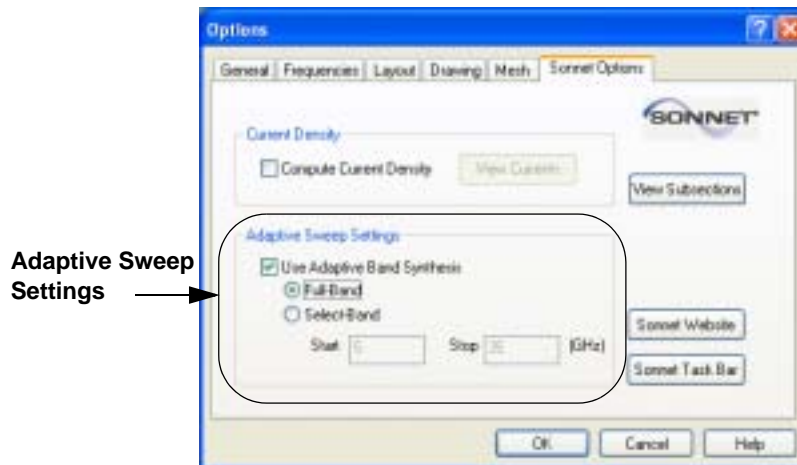 Options
General Frequencies Layout Drawing Mesh Sonnet Options
SONNET
Current Density
Compute Current Density
View Currents
View Subsections
Adaptive Sweep Settings
Adaptive Sweep
Settings
Use Adaptive Band Synthesis
Full-Band
Select-Band
Start
Stop
(GHz)
Sonnet Website
Sonnet Task Bar
OK Cancel Help